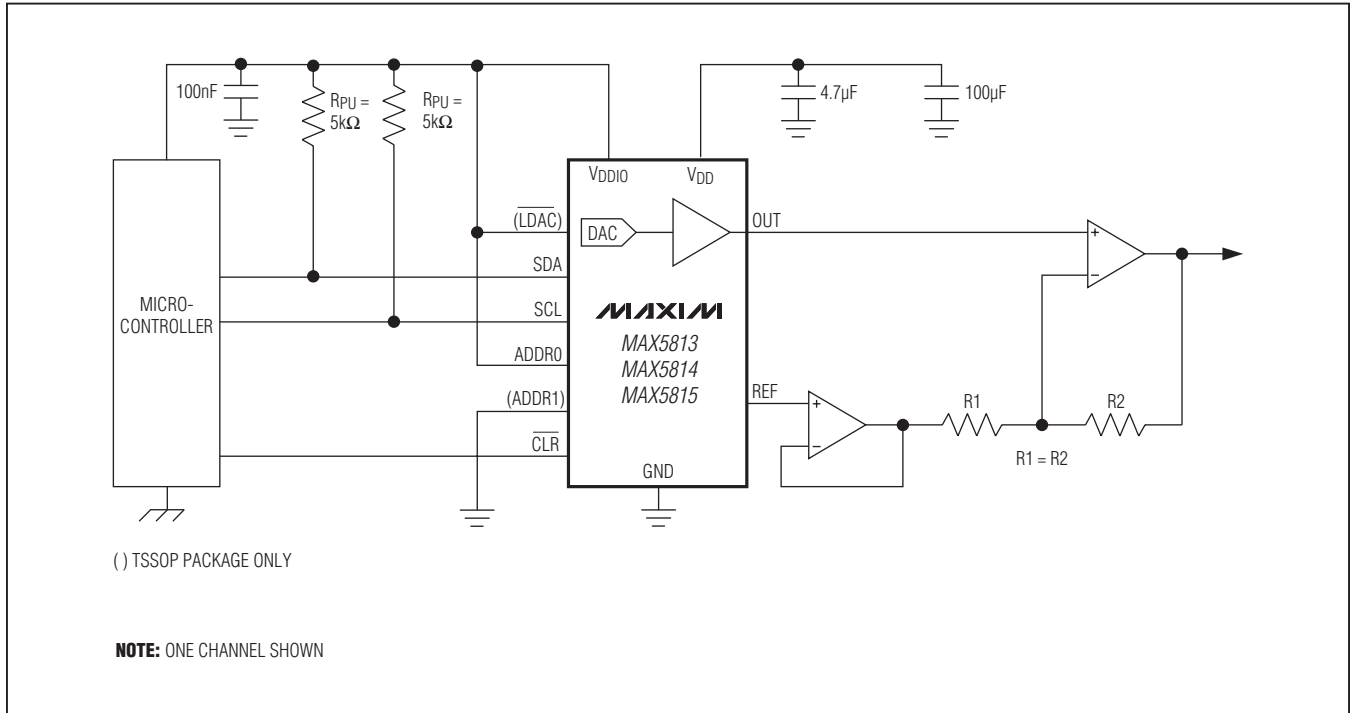 100nF
RPU =
5kΩ
RPU =
5kΩ
4.7µF
100µF
VDDIO
VDD
(LDAC)
DAC
OUT
SDA
MICRO-
CONTROLLER
SCL
MAXIM
MAX5813
MAX5814
MAX5815
ADDR0
(ADDR1)
REF
CLR
GND
+
−
+
−
R1
R2
R1 = R2
( ) TSSOP PACKAGE ONLY
NOTE: ONE CHANNEL SHOWN